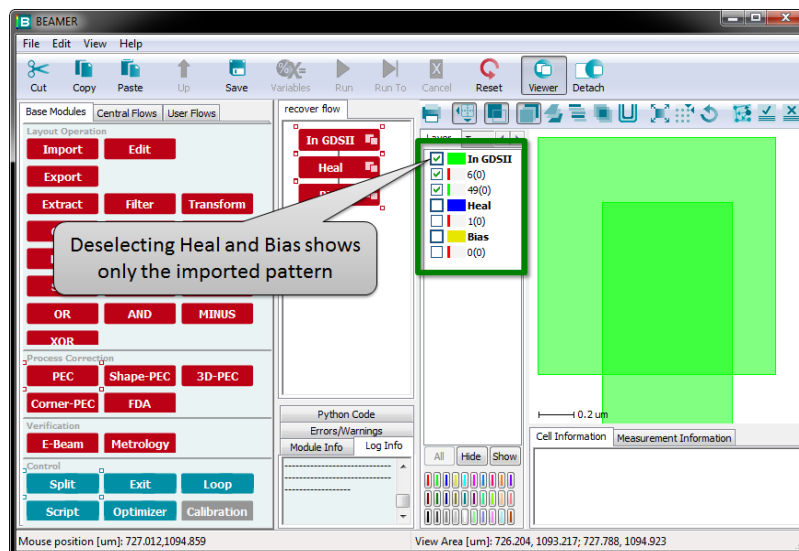 BEAMER
File Edit View Help
Cut Copy Paste Up Save Variables Run Run To Cancel Reset Viewer Detach
Base Modules Central Flows User Flows
recover flow
Layout Operation
Import Edit
Export
Extract Filter Transform
OR AND MINUS
XOR
Process Correction
PEC Shape-PEC 3D-PEC
Corner-PEC FDA
Verification
E-Beam Metrology
Control
Split Exit Loop
Script Optimizer Calibration
In GDSII
Heal
Deselecting Heal and Bias shows
only the imported pattern
Python Code
Errors/Warnings
Module Info Log Info
Layer
In GDSII
6(0)
49(0)
Heal
1(0)
Bias
0(0)
All Hide Show
0.2 um
Cell Information Measurement Information
Mouse position [um]: 727.012,1094.859
View Area [um]: 726.204, 1093.217; 727.788, 1094.923